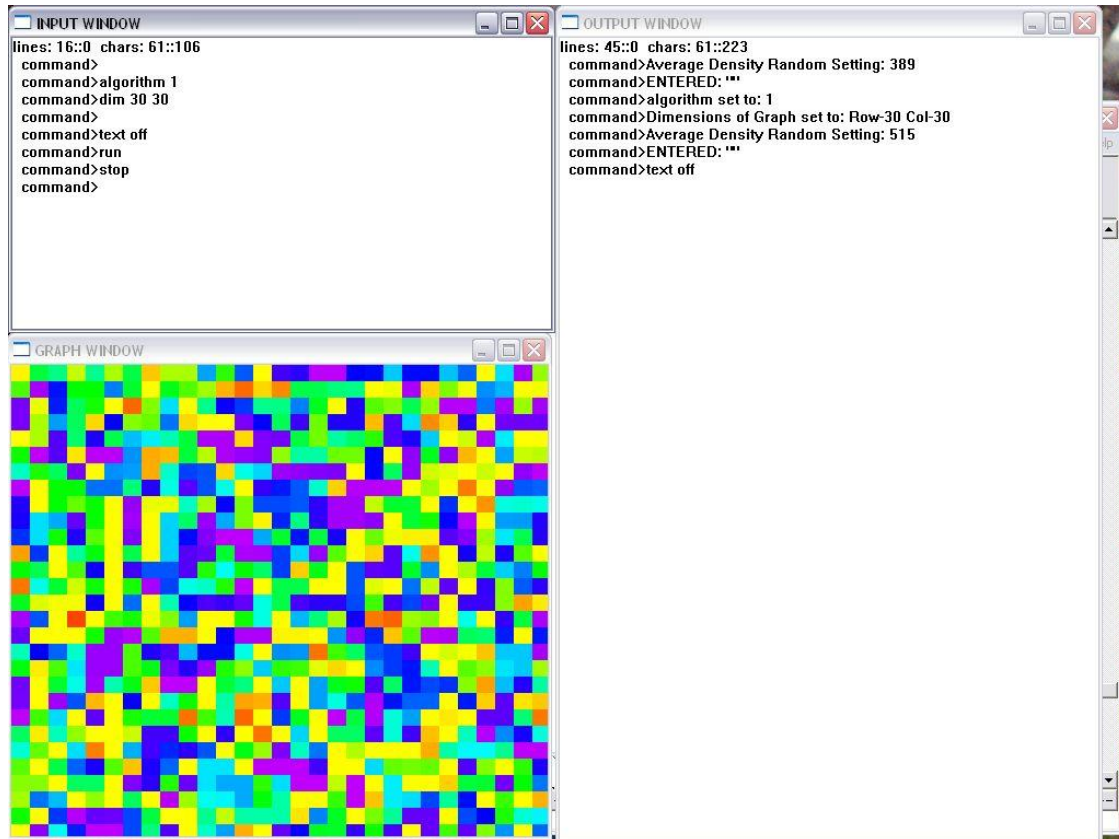 INPUT WINDOW
lines: 16::0 chars: 61::106
command>
command>algorithm 1
command>dim 30 30
command>
command>text off
command>run
command>stop
command>
OUTPUT WINDOW
lines: 45::0 chars: 61::223
command>Average Density Random Setting: 389
command>ENTERED: ""
command>algorithm set to: 1
command>Dimensions of Graph set to: Row-30 Col-30
command>Average Density Random Setting: 515
command>ENTERED: ""
command>text off
GRAPH WINDOW